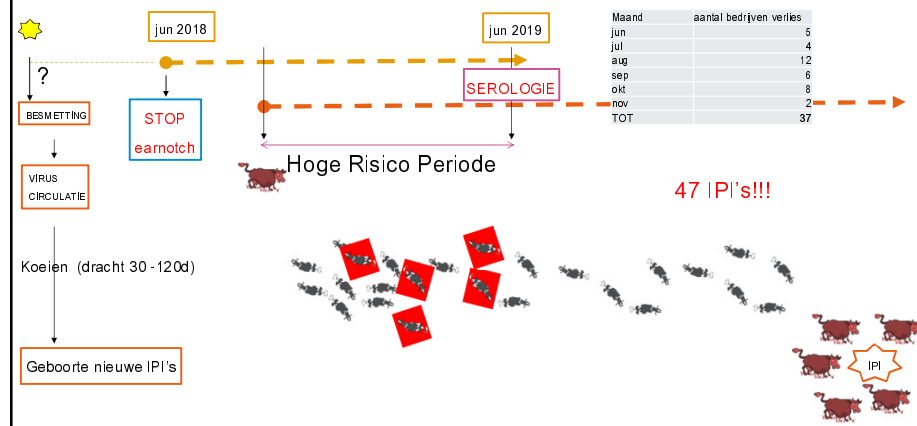 jun 2018
jun 2019
Maand aantal bedrijven verlies
jun 5
jul 4
aug 12
sep 6
okt 8
nov 2
TOT 37
?
SEROLOGIE
BESMETTING
STOP
earnotch
Hoge Risico Periode
VIRUS
CIRCULATIE
47 IPI's!!!
Koeien (dracht 30 -120d)
Geboorte nieuwe IPI's
IPI